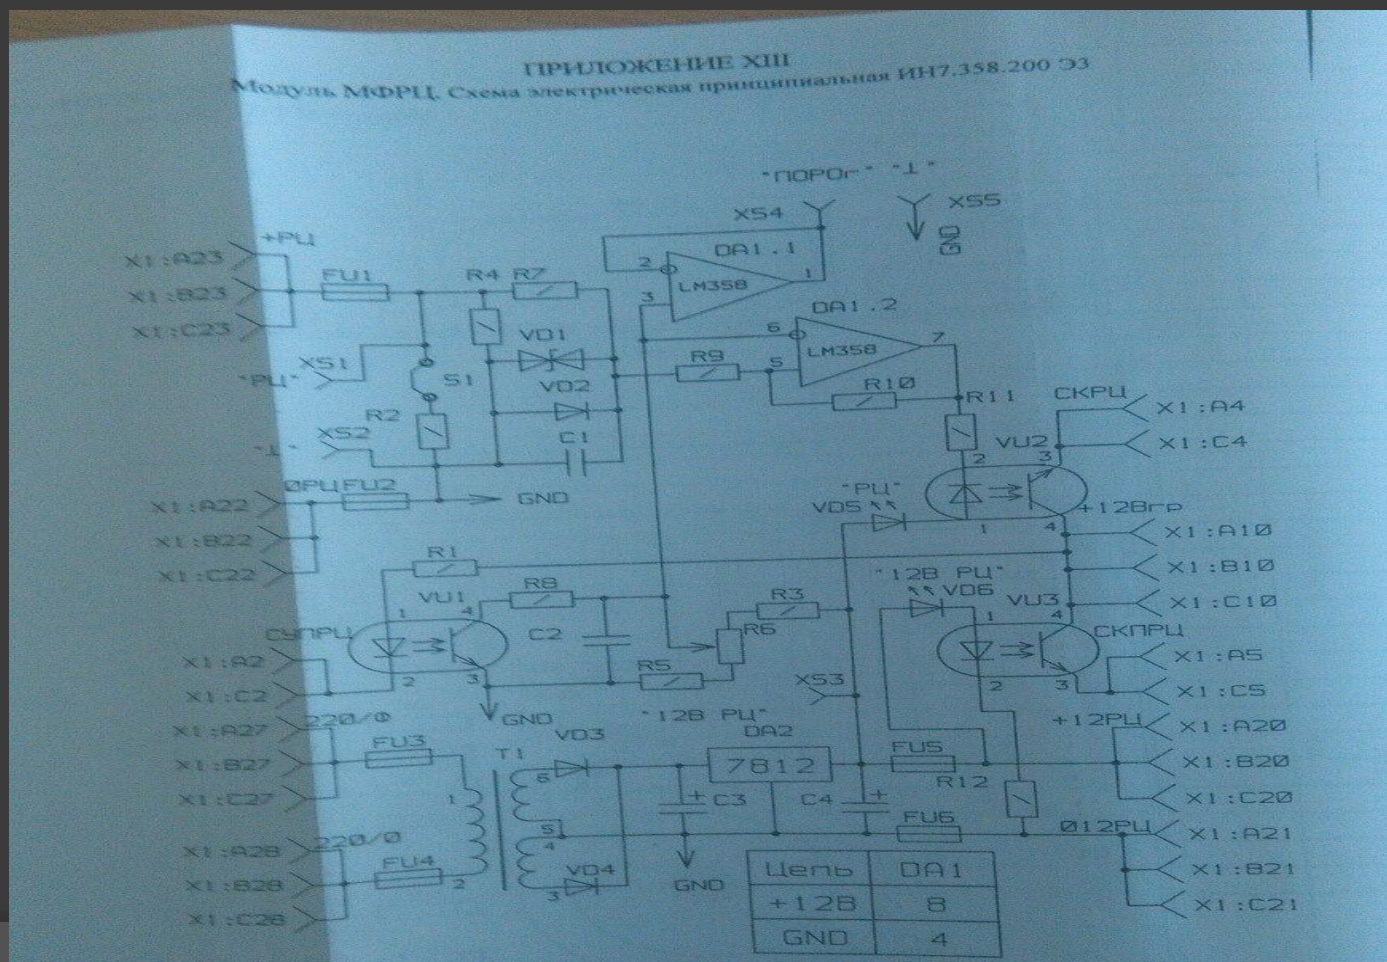 ПРИЛОЖЕНИЕ XIII
Модуль МФРЦ. Схема электрическая принципиальная ИН7.358.200 Э3
"ПОРОГ" "⊥"
XS4
XS5
GND
+РЦ
X1:A23
X1:B23
X1:C23
FU1
R4 R7
DA1.1
2
3
1
LM358
DA1.2
6
5
7
LM358
XS1
"РЦ"
S1
VD1
VD2
R9
R10
R11
СКРЦ
X1:A4
X1:C4
R2
XS2
"⊥"
C1
VU2
2
3
1
4
"РЦ"
VD5
0РЦ
FU2
GND
X1:A22
X1:B22
X1:C22
+12Вгр
X1:A10
X1:B10
X1:C10
R1
R8
VU1
1
4
2
3
C2
R3
R6
R5
"12В РЦ"
VD6
VU3
1
4
2
3
СУПРЦ
X1:A2
X1:C2
СКПРЦ
X1:A5
X1:C5
GND
XS3
"12В РЦ"
220/Ф
X1:A27
X1:B27
X1:C27
FU3
T1
VD3
6
DA2
7812
FU5
R12
+12РЦ
X1:A20
X1:B20
X1:C20
1
5
4
+
C3
C4
+
FU6
012РЦ
X1:A21
X1:B21
X1:C21
220/0
X1:A28
X1:B28
X1:C28
FU4
2
VD4
3
GND
Цепь DA1
+12В 8
GND 4